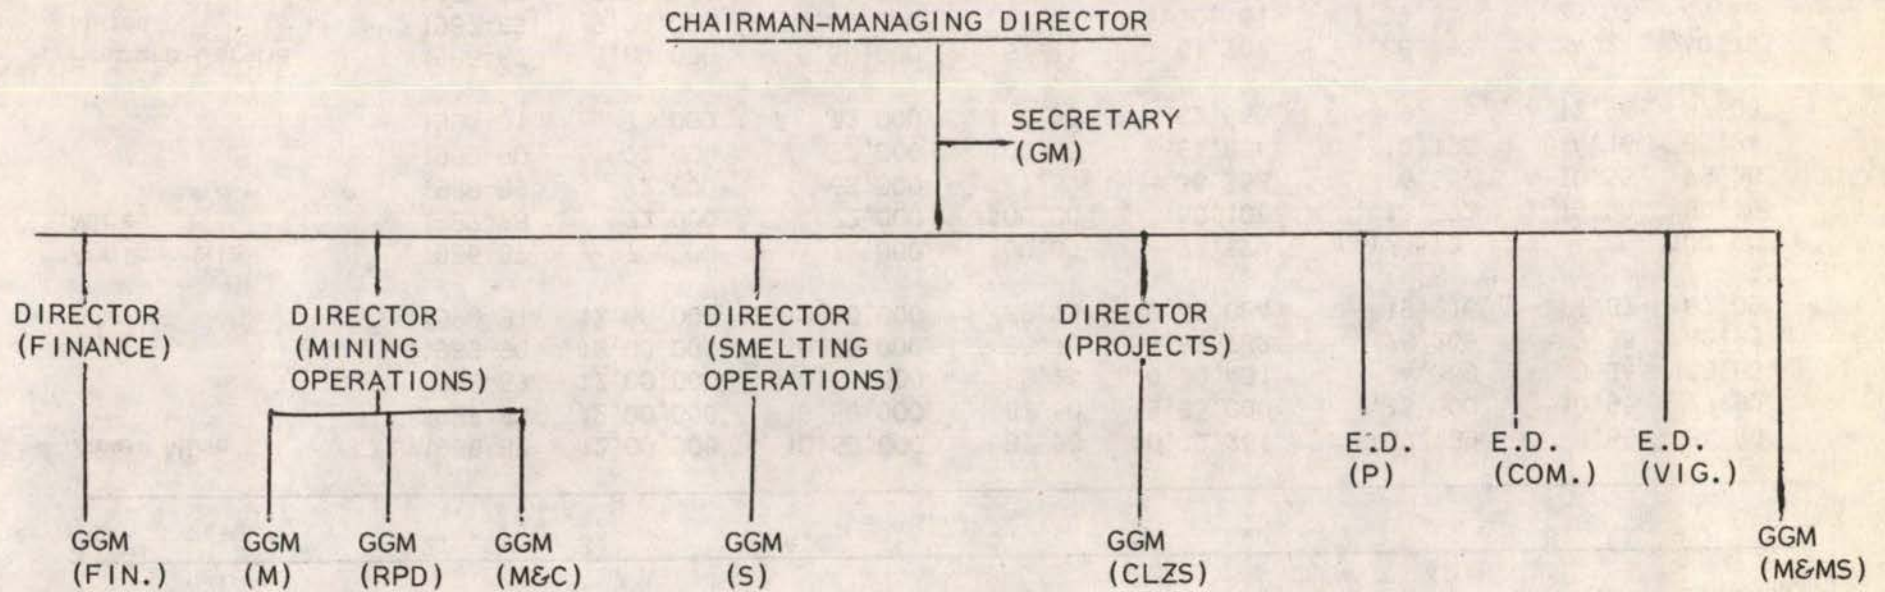 CHAIRMAN-MANAGING DIRECTOR
SECRETARY
(GM)
DIRECTOR
(FINANCE)
DIRECTOR
(MINING
OPERATIONS)
DIRECTOR
(SMELTING
OPERATIONS)
DIRECTOR
(PROJECTS)
E.D.
(P)
E.D.
(COM.)
E.D.
(VIG.)
GGM
(FIN.)
GGM
(M)
GGM
(RPD)
GGM
(M&C)
GGM
(S)
GGM
(CLZS)
GGM
(M&MS)